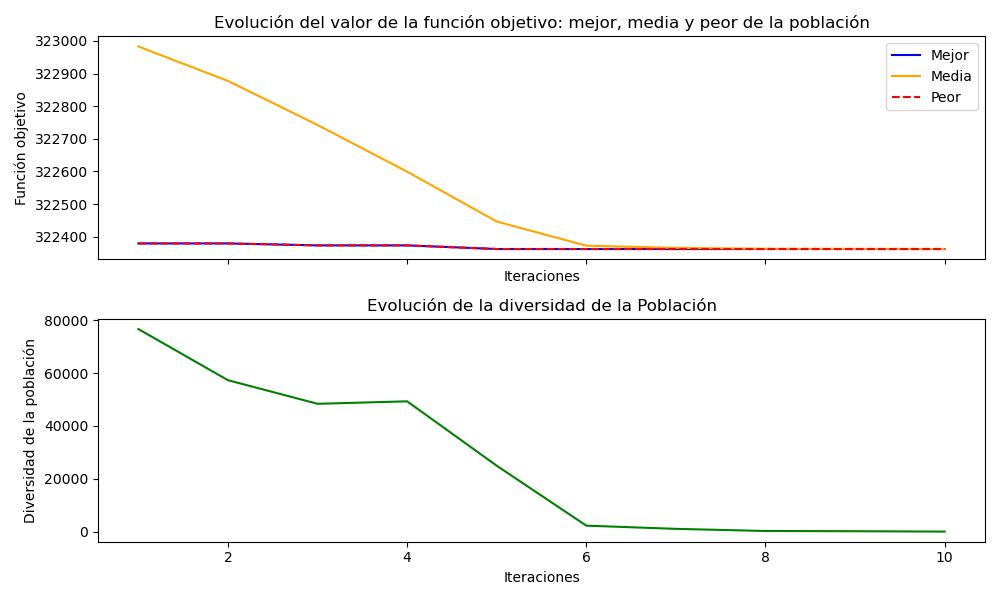 Evolución del valor de la función objetivo: mejor, media y peor de la población
323000
322900
322800
322700
322600
322500
322400
Función objetivo
Mejor
Media
Peor
Iteraciones
Evolución de la diversidad de la Población
80000
60000
40000
20000
0
Diversidad de la población
2
4
6
8
10
Iteraciones